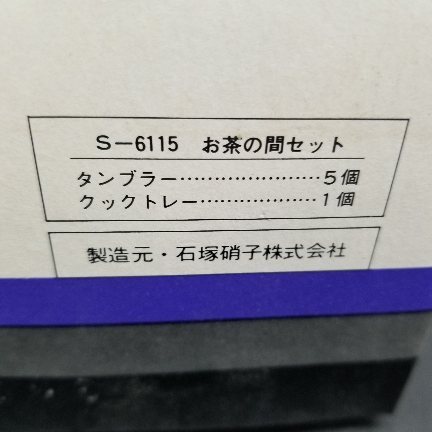 S-6115 お茶の間セット
タンブラー…………………5個
クックトレー………………1個
製造元・石塚硝子株式会社